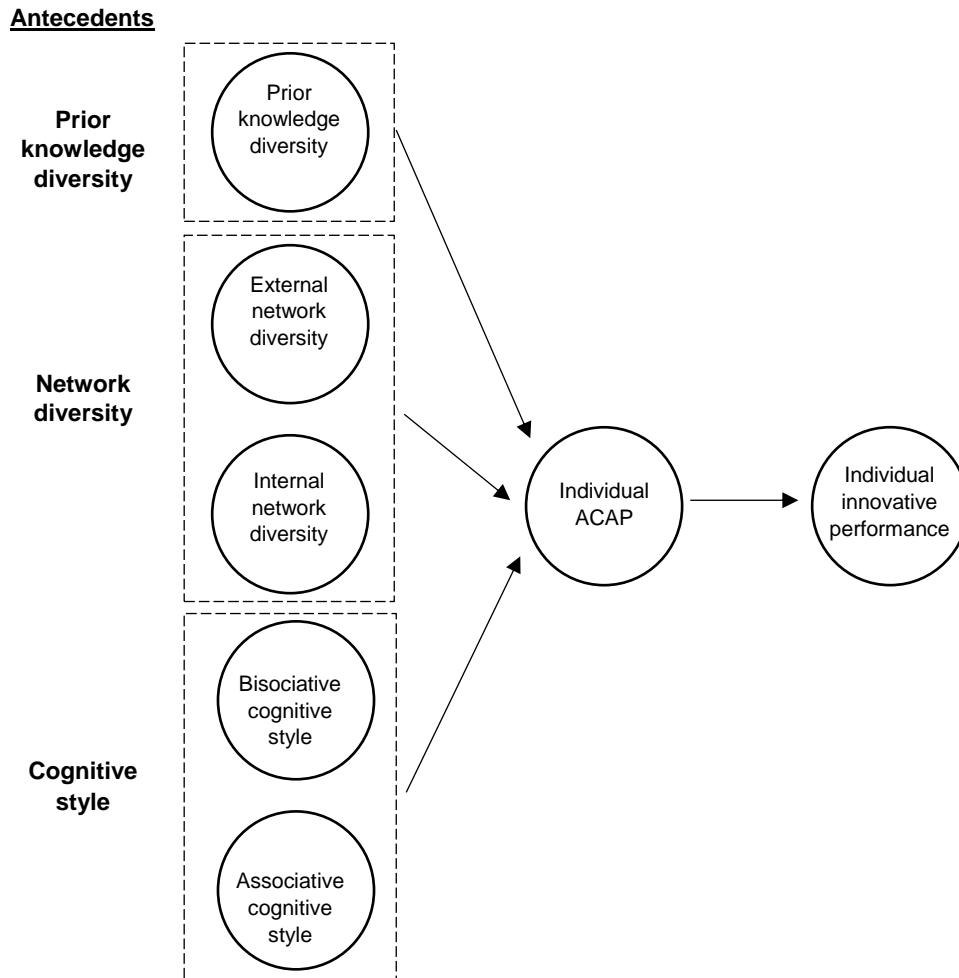 Antecedents
Prior
knowledge
diversity
Prior
knowledge
diversity
Network
diversity
External
network
diversity
Internal
network
diversity
Cognitive
style
Bisociative
cognitive
style
Associative
cognitive
style
Individual
ACAP
Individual
innovative
performance